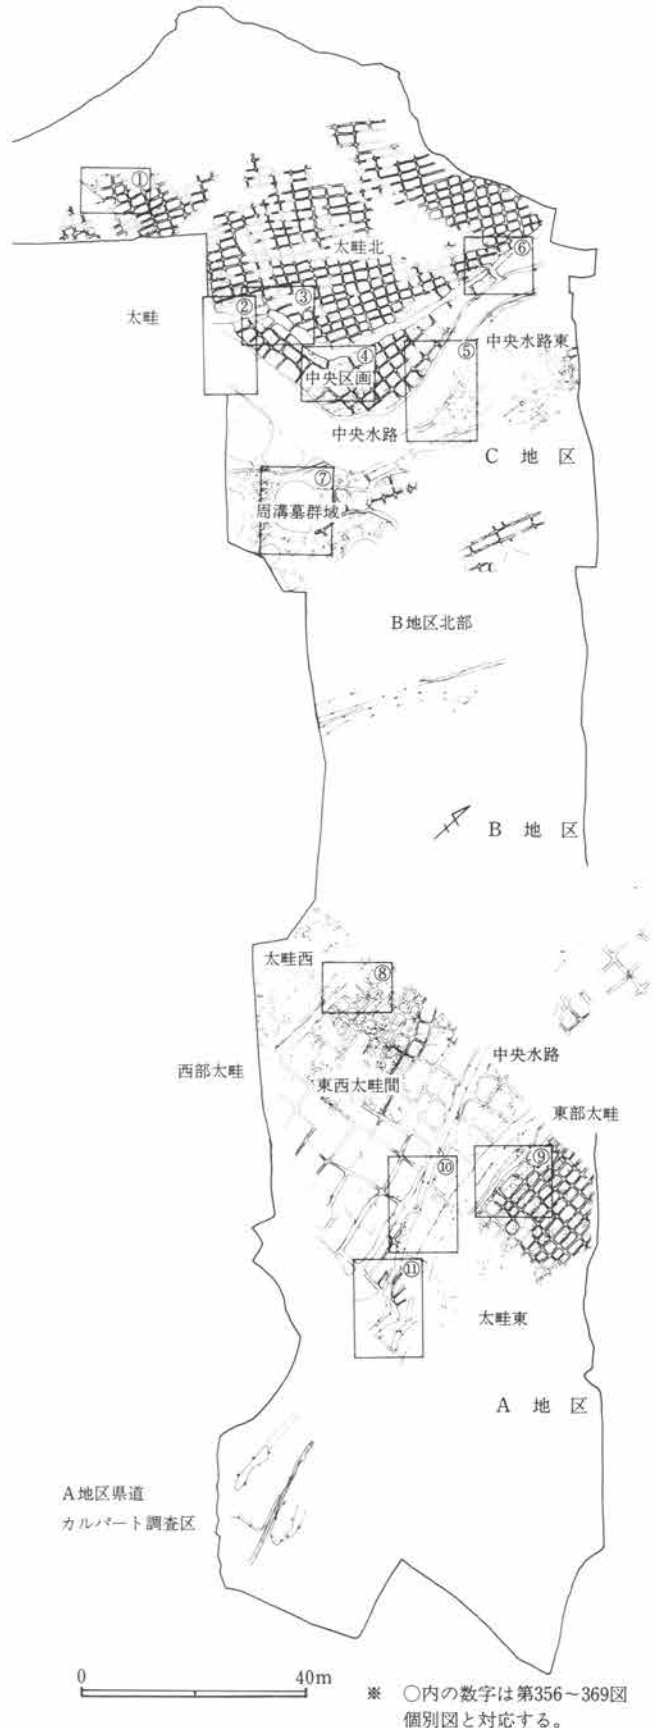 ①
太畦北
⑥
太畦
②
③
中央水路東
④
⑤
中央区画
中央水路
C 地 区
⑦
周溝墓群域
B地区北部
B 地 区
太畦西
⑧
中央水路
西部太畦
東西太畦間
東部太畦
⑨
⑩
⑪
太畦東
A 地 区
A地区県道
カルバート調査区
0 40m
※ ○内の数字は第356~369図
個別図と対応する。